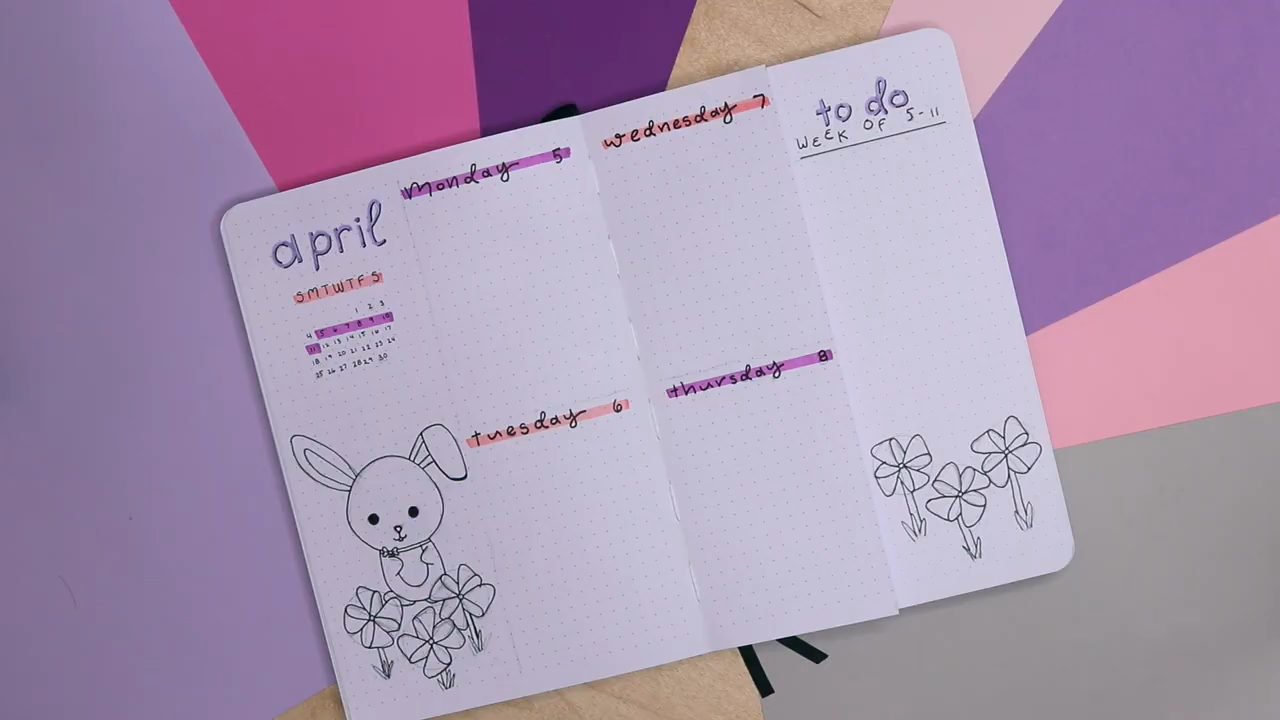 april
S M T W T F S
1 2 3
4 5 6 7 8 9 10
11 12 13 14 15 16 17
18 19 20 21 22 23 24
25 26 27 28 29 30
monday 5
tuesday 6
wednesday 7
thursday 8
to do
WEEK OF 5-11